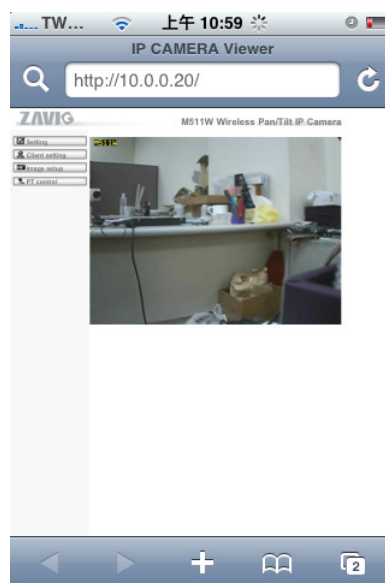 TW... 上午 10:59
IP CAMERA Viewer
http://10.0.0.20/
ZAVIO
M511W Wireless Pan/Tilt IP Camera
M511W
Setting
Client setting
Image setup
PT control
2